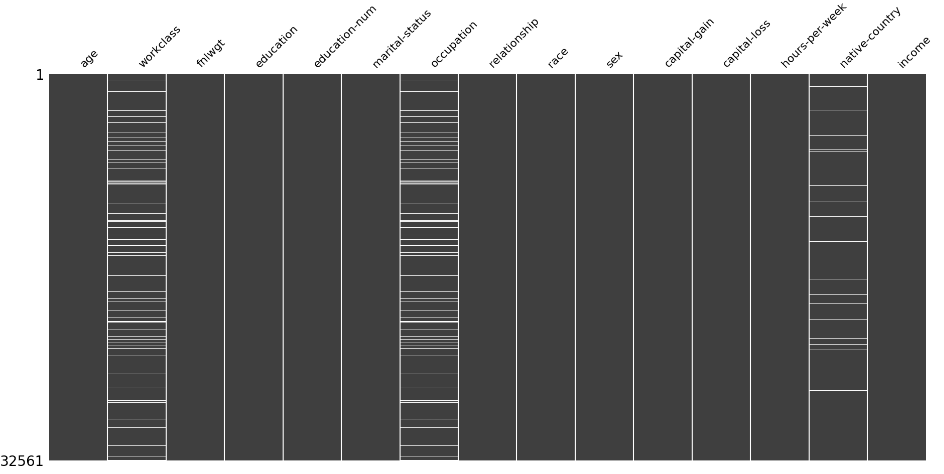 age
workclass
fnlwgt
education
education-num
marital-status
occupation
relationship
race
sex
capital-gain
capital-loss
hours-per-week
native-country
income
1
32561